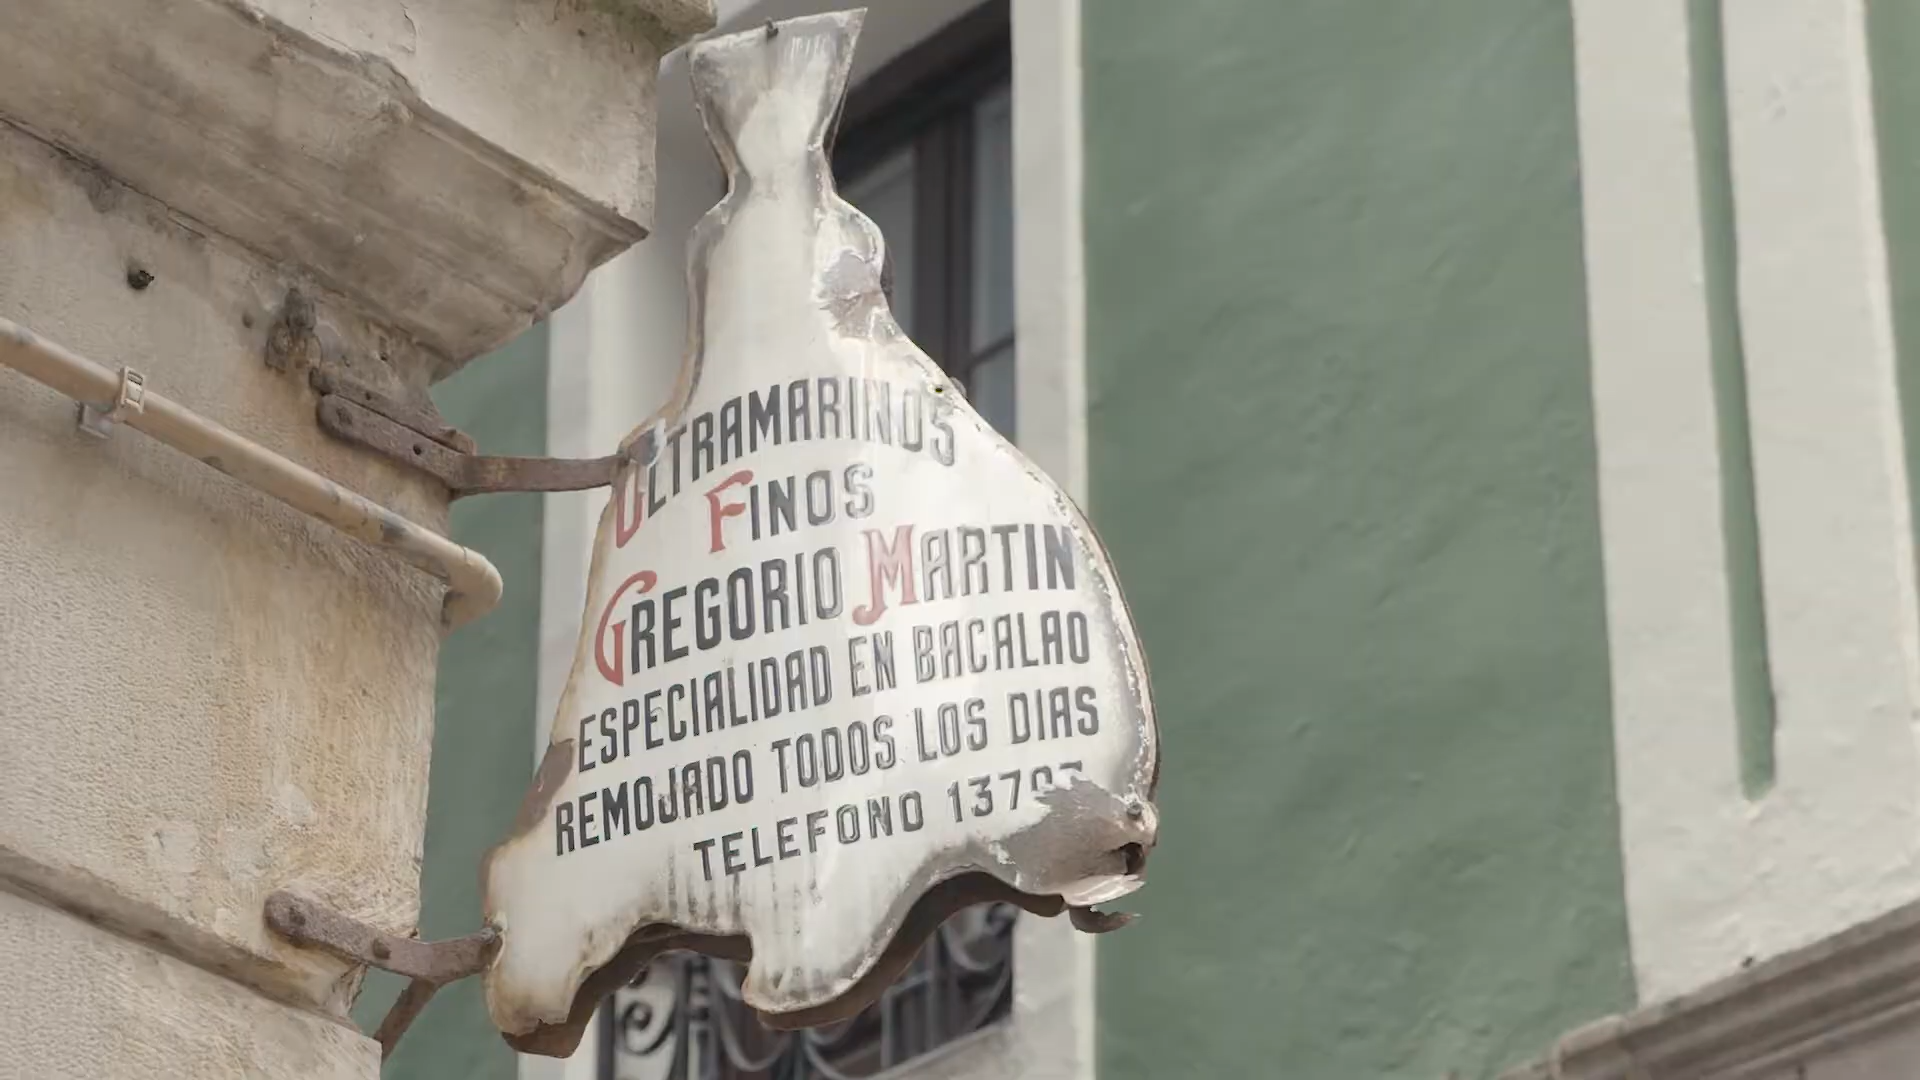 ULTRAMARINOS
FINOS
GREGORIO MARTIN
ESPECIALIDAD EN BACALAO
REMOJADO TODOS LOS DIAS
TELEFONO